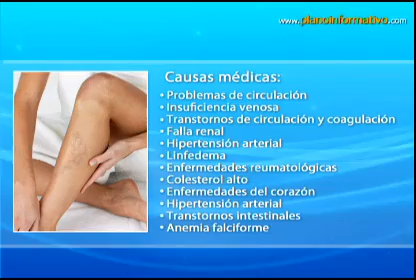 www.planoinformativo.com
Causas médicas:
• Problemas de circulación
• Insuficiencia venosa
• Transtornos de circulación y coagulación
• Falla renal
• Hipertensión arterial
• Linfedema
• Enfermedades reumatológicas
• Colesterol alto
• Enfermedades del corazón
• Hipertensión arterial
• Transtornos intestinales
• Anemia falciforme